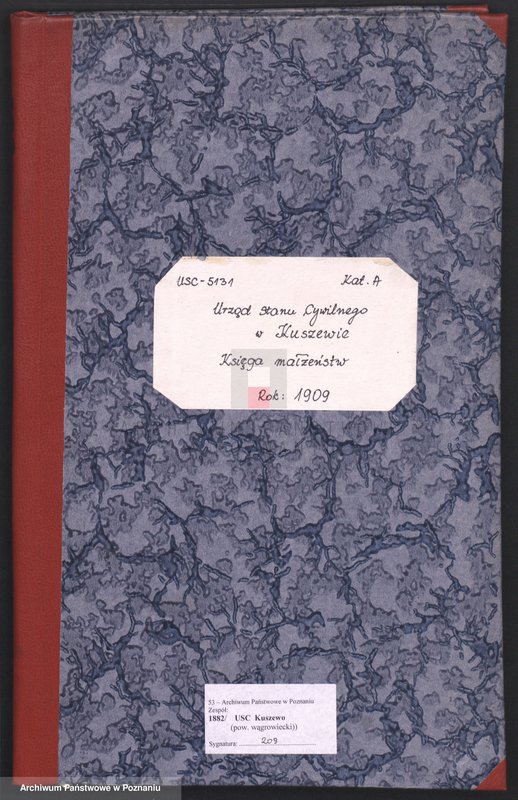 USC-5131 Kat. A
Urząd stanu Cywilnego
w Kuszewie
Księga małżeństw
Rok: 1909
53 – Archiwum Państwowe w Poznaniu
Zespół:
1882/ USC Kuszewo
(pow. wągrowiecki))
Sygnatura: 208
Archiwum Państwowe w Poznaniu